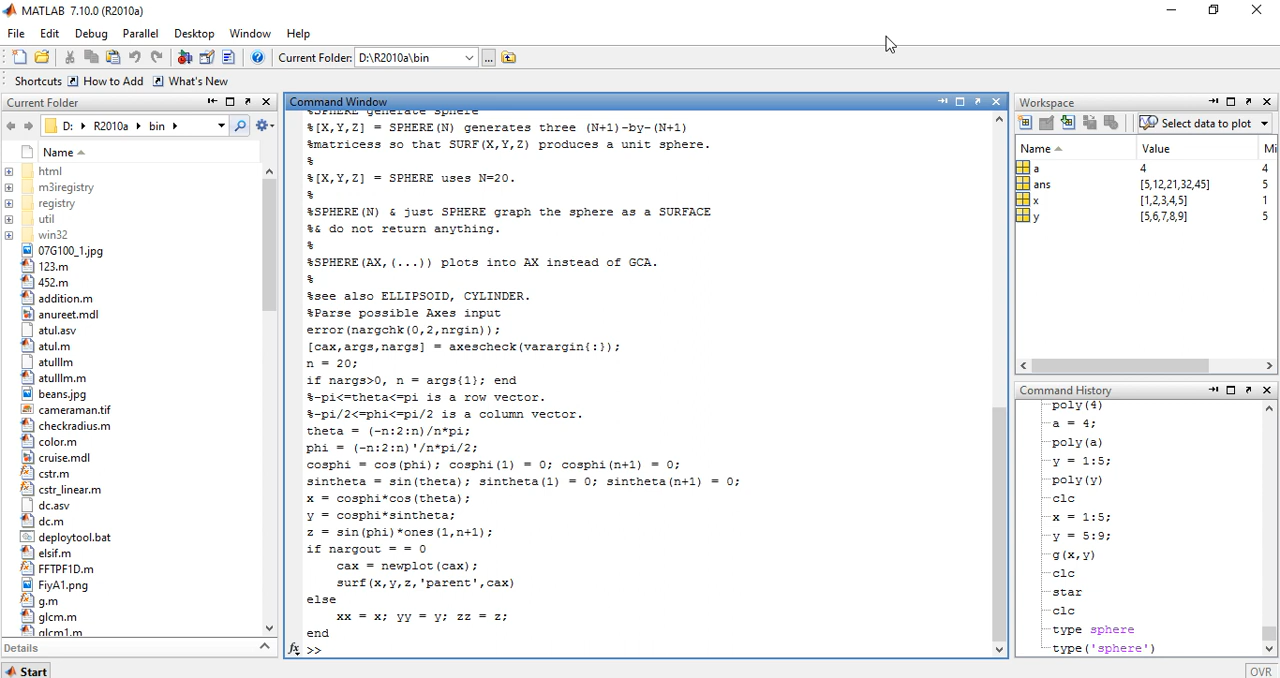 MATLAB 7.10.0 (R2010a)
File Edit Debug Parallel Desktop Window Help
Current Folder: D:\R2010a\bin
Shortcuts How to Add What's New
Current Folder
D: R2010a bin
Name
html
m3iregistry
registry
util
win32
07G100_1.jpg
123.m
452.m
addition.m
anureet.mdl
atul.asv
atul.m
atulllm
atulllm.m
beans.jpg
cameraman.tif
checkradius.m
color.m
cruise.mdl
cstr.m
cstr_linear.m
dc.asv
dc.m
deploytool.bat
elsif.m
FFTPF1D.m
FiyA1.png
g.m
glcm.m
glcm1.m
Details
Start
Command Window
%SPHERE generate sphere
%[X,Y,Z] = SPHERE(N) generates three (N+1)-by-(N+1)
%matricess so that SURF(X,Y,Z) produces a unit sphere.
%
%[X,Y,Z] = SPHERE uses N=20.
%
%SPHERE(N) & just SPHERE graph the sphere as a SURFACE
%& do not return anything.
%
%SPHERE(AX,(...)) plots into AX instead of GCA.
%
%see also ELLIPSOID, CYLINDER.
%Parse possible Axes input
error(nargchk(0,2,nrgin));
[cax,args,nargs] = axescheck(varargin{:});
n = 20;
if nargs>0, n = args{1}; end
%-pi<=theta<=pi is a row vector.
%-pi/2<=phi<=pi/2 is a column vector.
theta = (-n:2:n)/n*pi;
phi = (-n:2:n)'/n*pi/2;
cosphi = cos(phi); cosphi(1) = 0; cosphi(n+1) = 0;
sintheta = sin(theta); sintheta(1) = 0; sintheta(n+1) = 0;
x = cosphi*cos(theta);
y = cosphi*sintheta;
z = sin(phi)*ones(1,n+1);
if nargout = = 0
cax = newplot(cax);
surf(x,y,z,'parent',cax)
else
xx = x; yy = y; zz = z;
end
fx >>
Workspace
Select data to plot
Name Value Mi
a 4 4
ans [5,12,21,32,45] 5
x [1,2,3,4,5] 1
y [5,6,7,8,9] 5
Command History
poly(4)
a = 4;
poly(a)
y = 1:5;
poly(y)
clc
x = 1:5;
y = 5:9;
g(x,y)
clc
star
clc
type sphere
type('sphere')
OVR